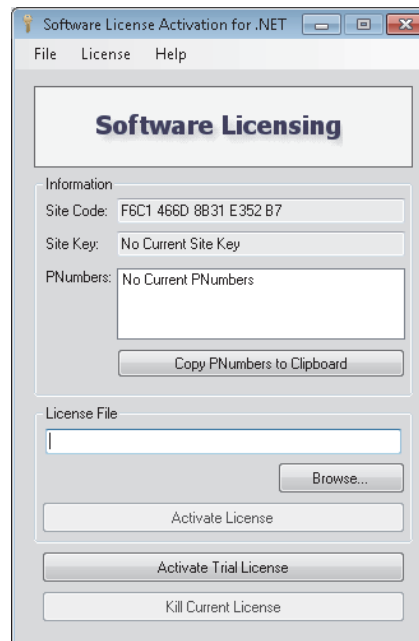 Software License Activation for .NET
File License Help
Software Licensing
Information
Site Code: F6C1 466D 8B31 E352 B7
Site Key: No Current Site Key
PNumbers: No Current PNumbers
Copy PNumbers to Clipboard
License File
Browse...
Activate License
Activate Trial License
Kill Current License